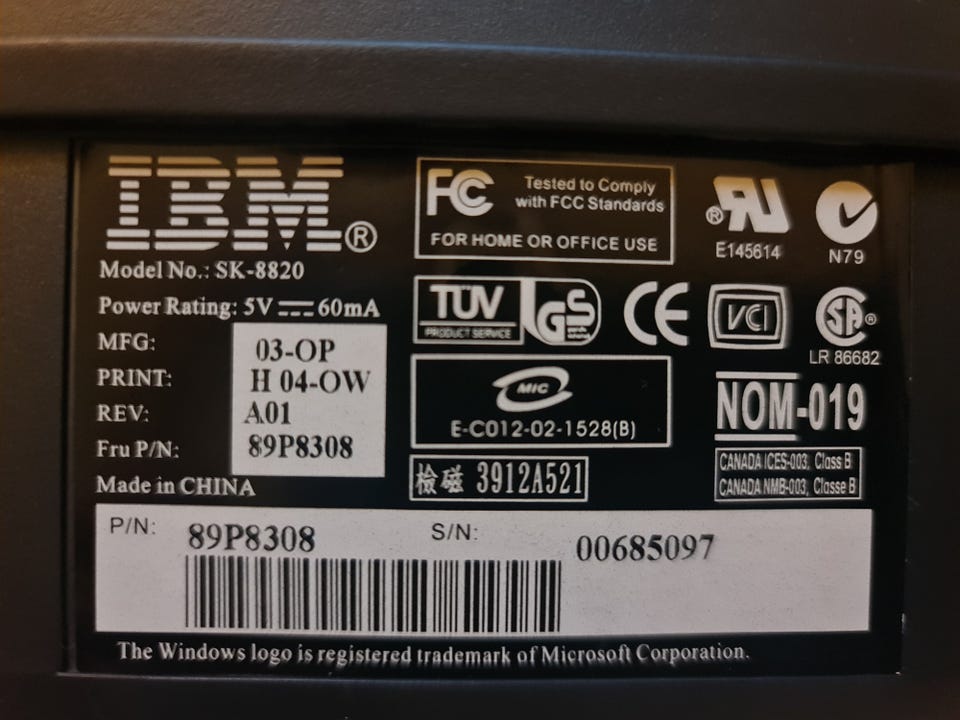 IBM®
Model No.: SK-8820
Power Rating: 5V 60mA
MFG: 03-OP
PRINT: H 04-OW
REV: A01
Fru P/N: 89P8308
Made in CHINA
FC Tested to Comply
with FCC Standards
FOR HOME OR OFFICE USE
®
E145614
N79
TÜV
PRODUCT SERVICE
GS
CE
VCI
SA®
LR 86682
MIC
E-C012-02-1528(B)
NOM-019
檢磁 3912A521
CANADA ICES-003, Class B
CANADA NMB-003, Classe B
P/N: 89P8308 S/N: 00685097
The Windows logo is registered trademark of Microsoft Corporation.